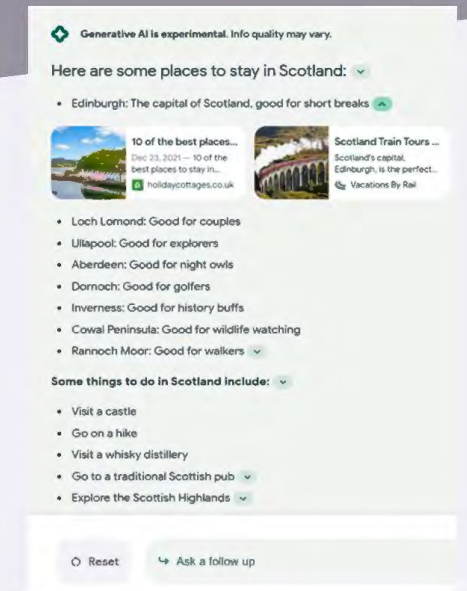 Generative AI is experimental. Info quality may vary.
Here are some places to stay in Scotland:
• Edinburgh: The capital of Scotland, good for short breaks
10 of the best places...
Dec 23, 2021 — 10 of the
best places to stay in...
holidaycottages.co.uk
Scotland Train Tours ...
Scotland's capital,
Edinburgh, is the perfect...
Vacations By Rail
• Loch Lomond: Good for couples
• Ullapool: Good for explorers
• Aberdeen: Good for night owls
• Dornoch: Good for golfers
• Inverness: Good for history buffs
• Cowal Peninsula: Good for wildlife watching
• Rannoch Moor: Good for walkers
Some things to do in Scotland include:
• Visit a castle
• Go on a hike
• Visit a whisky distillery
• Go to a traditional Scottish pub
• Explore the Scottish Highlands
Reset
Ask a follow up